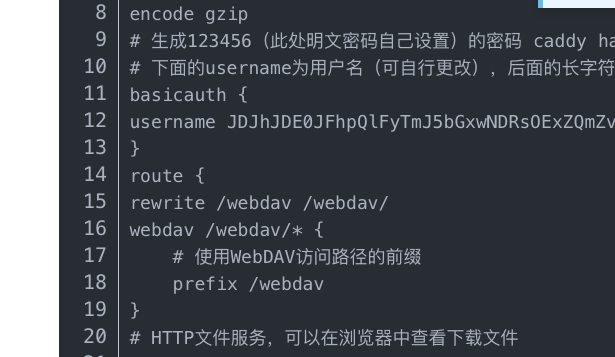 8 encode gzip
9 # 生成123456（此处明文密码自己设置）的密码 caddy
10 # 下面的username为用户名（可自行更改），后面的长字符
11 basicauth {
12 username JDJhJDE0JFhpQlFyTmJ5bGxwNDRsOExZQmZv
13 }
14 route {
15 rewrite /webdav /webdav/
16 webdav /webdav/* {
17 # 使用WebDAV访问路径的前缀
18 prefix /webdav
19 }
20 # HTTP文件服务，可以在浏览器中查看下载文件